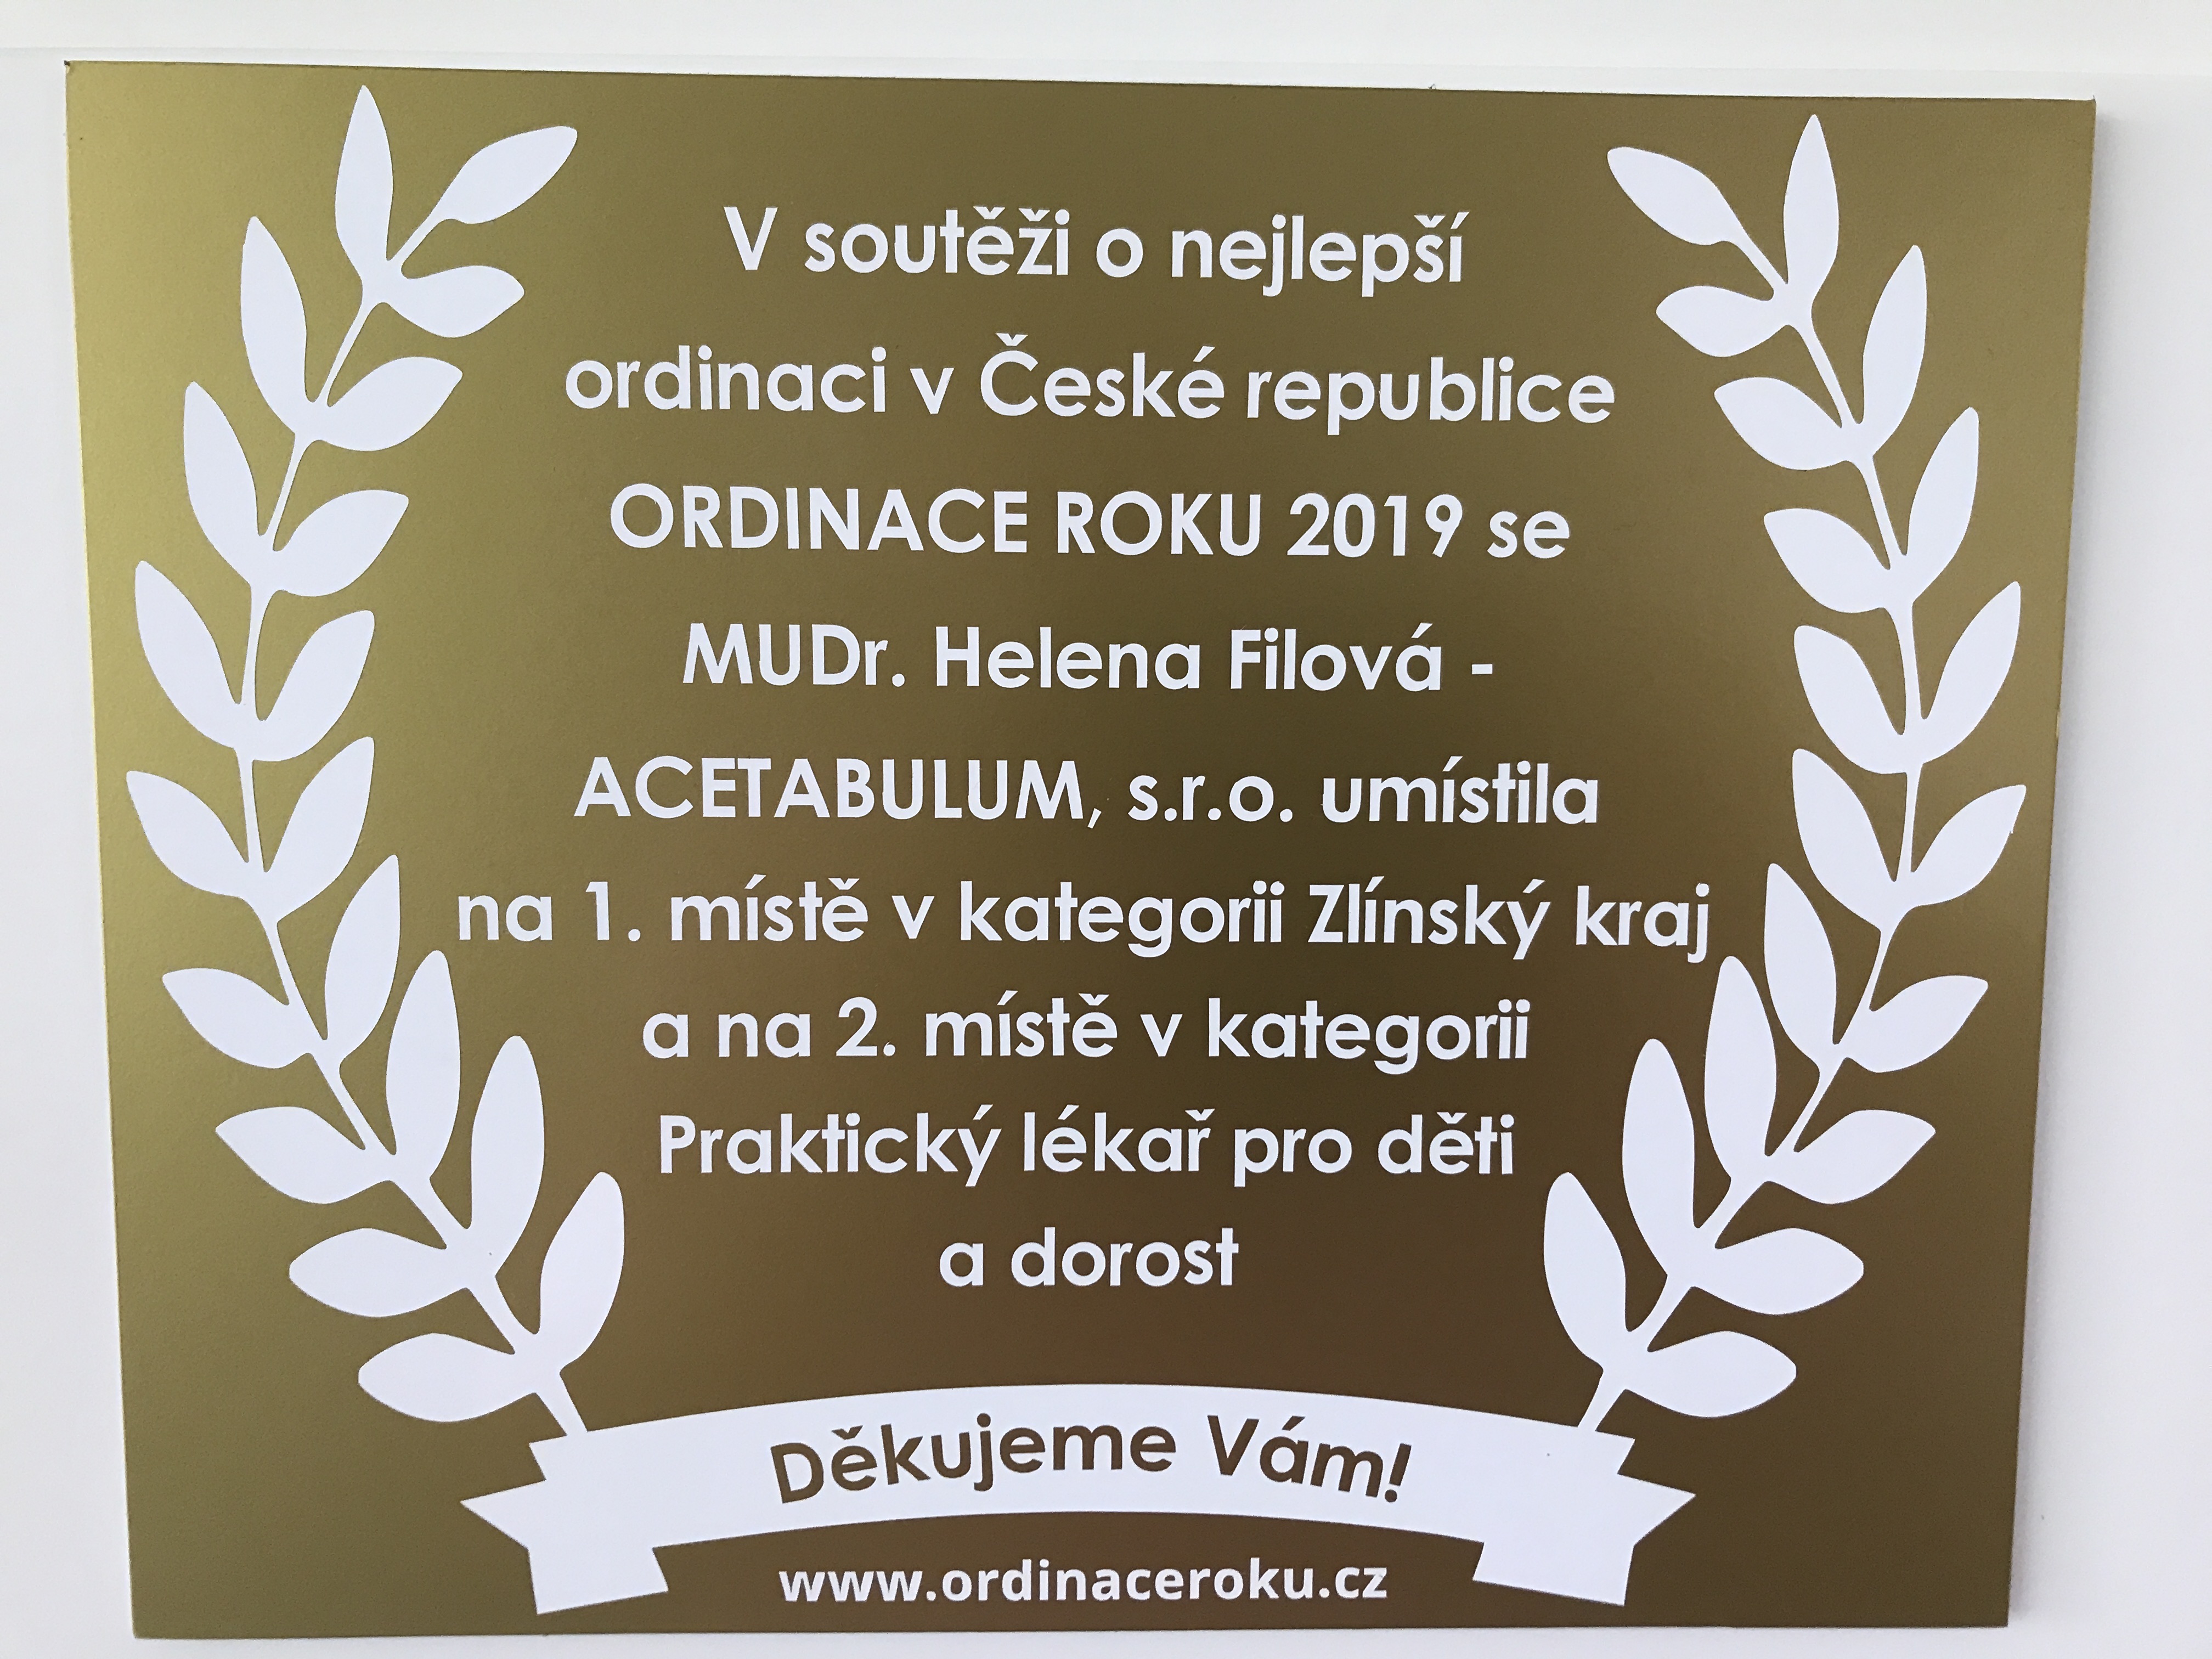 V soutěži o nejlepší
ordinaci v České republice
ORDINACE ROKU 2019 se
MUDr. Helena Filová -
ACETABULUM, s.r.o. umístila
na 1. místě v kategorii Zlínský kraj
a na 2. místě v kategorii
Praktický lékař pro děti
a dorost
Děkujeme Vám!
www.ordinaceroku.cz